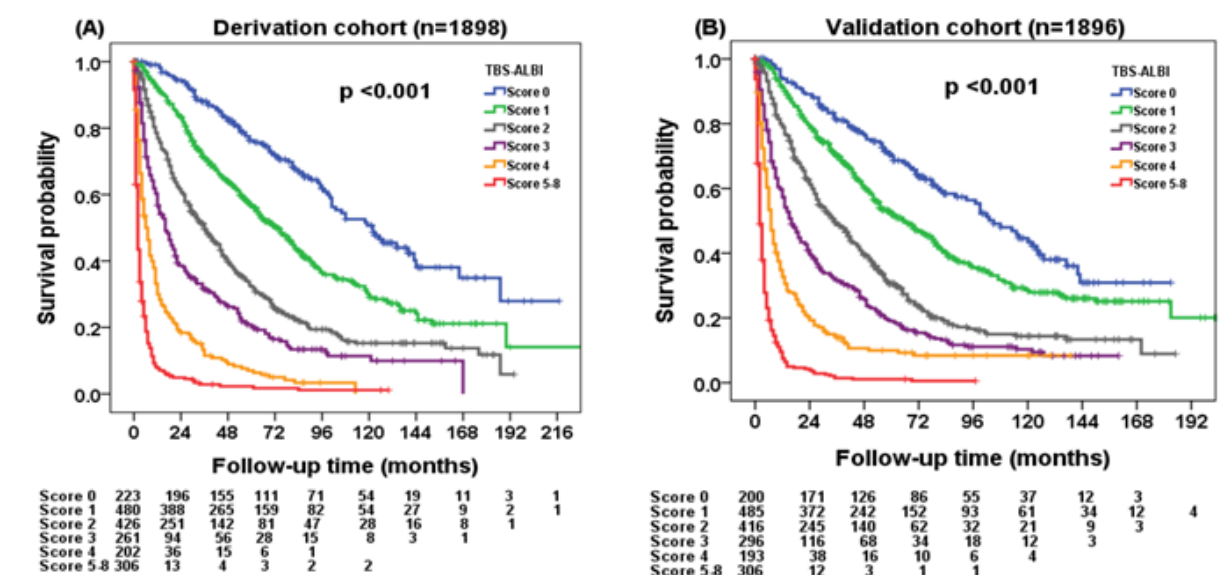 (A) Derivation cohort (n=1898)
p <0.001
TBS-ALBI
Score 0
Score 1
Score 2
Score 3
Score 4
Score 5-8
Survival probability
1.0
0.8
0.6
0.4
0.2
0.0
0 24 48 72 96 120 144 168 192 216
Follow-up time (months)
Score 0 223 196 155 111 71 54 19 11 3 1
Score 1 480 388 265 159 82 54 27 9 2 1
Score 2 426 251 142 81 47 28 16 8 1
Score 3 261 94 56 28 15 8 3 1
Score 4 202 36 15 6 1
Score 5-8 306 13 4 3 2 2
(B) Validation cohort (n=1896)
p <0.001
TBS-ALBI
Score 0
Score 1
Score 2
Score 3
Score 4
Score 5-8
Survival probability
1.0
0.8
0.6
0.4
0.2
0.0
0 24 48 72 96 120 144 168 192
Follow-up time (months)
Score 0 200 171 126 86 55 37 12 3
Score 1 485 372 242 152 93 61 34 12 4
Score 2 416 245 140 62 32 21 9 3
Score 3 296 116 68 34 18 12 3
Score 4 193 38 16 10 6 4
Score 5-8 306 12 3 1 1